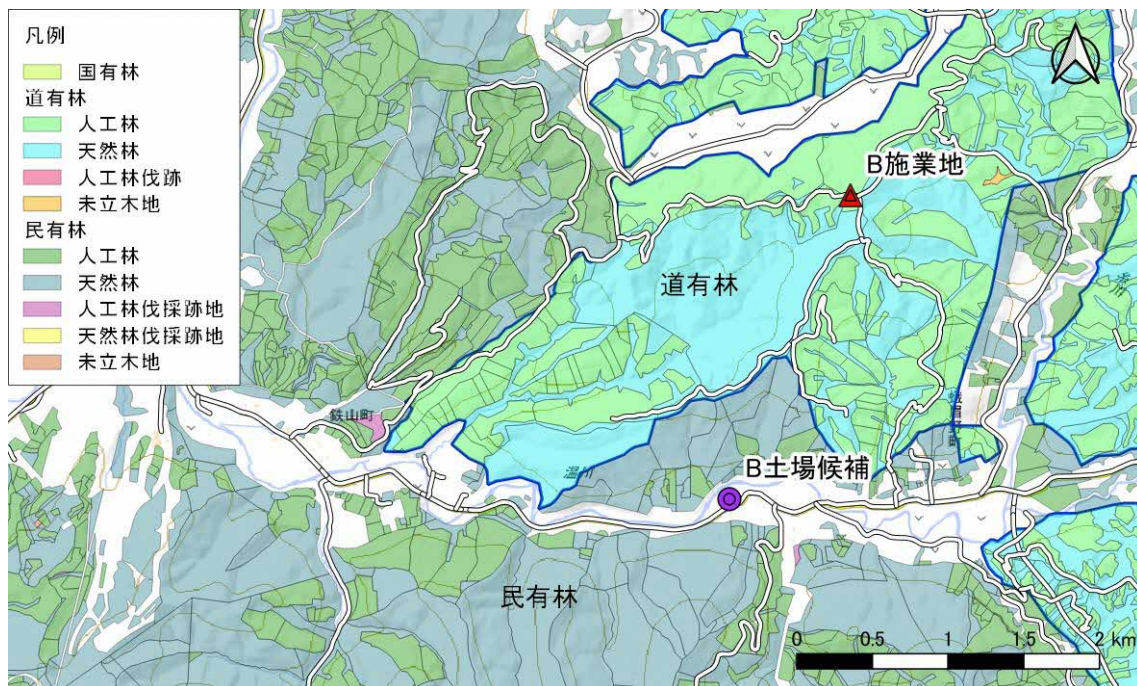 凡例
国有林
道有林
人工林
天然林
人工林伐跡
未立木地
民有林
人工林
天然林
人工林伐採跡地
天然林伐採跡地
未立木地
B施業地
道有林
鉄山町
B土場候補
民有林
0 0.5 1 1.5 2 km